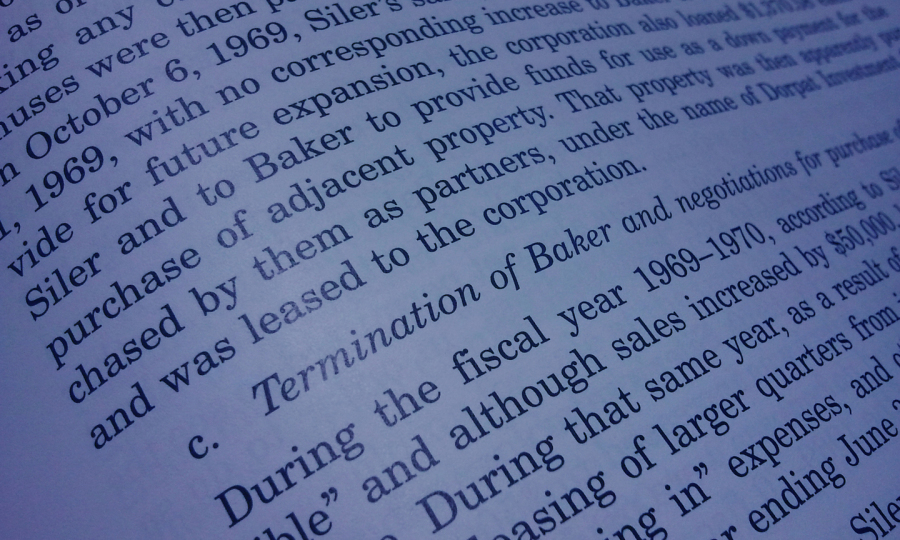 as of
king any
nuses were then
n October 6, 1969, Siler's
1, 1969, with no corresponding increase to Baker
vide for future expansion, the corporation also loaned
Siler and to Baker to provide funds for use as a down payment for the
purchase of adjacent property. That property was then apparently
chased by them as partners, under the name of Dorpat Investment
and was leased to the corporation.
c. Termination of Baker and negotiations for purchase
During the fiscal year 1969–1970, according to
ble" and although sales increased by $50,000,
During that same year, as a result of
easing of larger quarters from
ing in" expenses, and
ending June
Siler